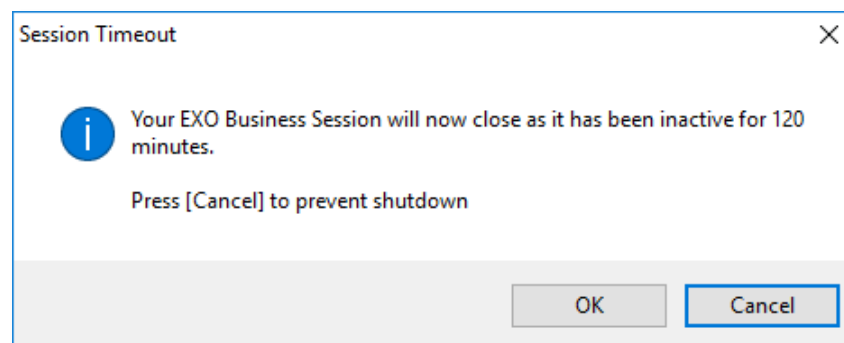 Session Timeout
Your EXO Business Session will now close as it has been inactive for 120
minutes.
Press [Cancel] to prevent shutdown
OK Cancel